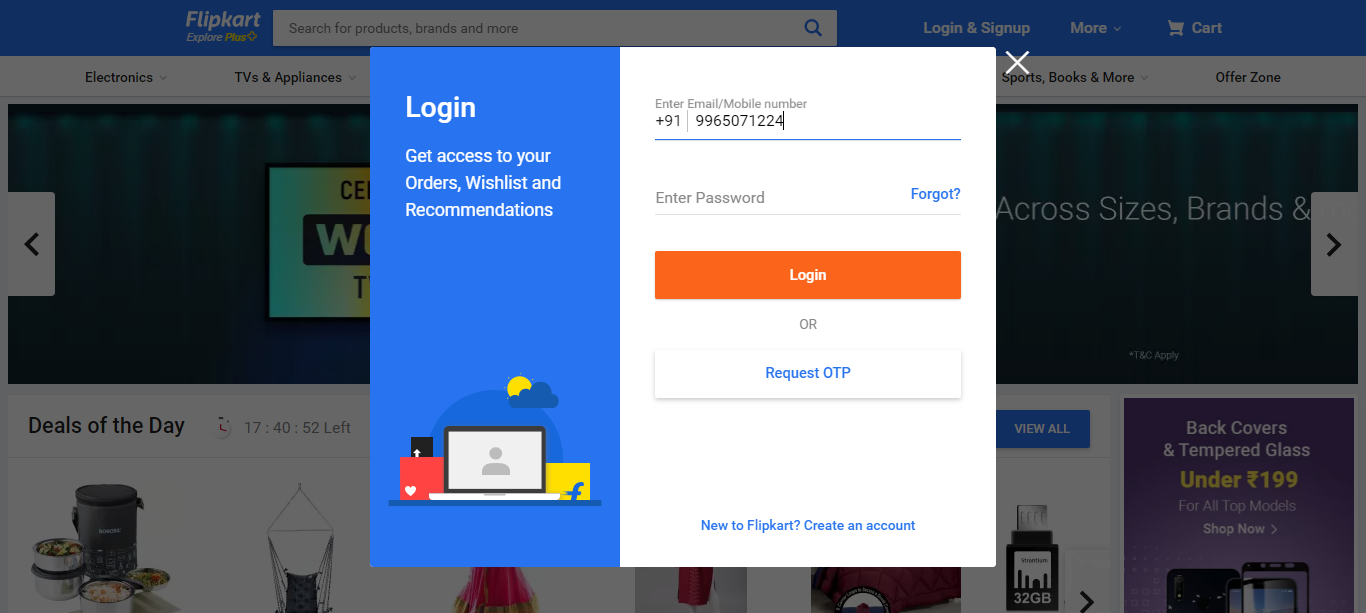 Flipkart
Explore Plus
Search for products, brands and more
Login & Signup
More
Cart
Electronics
TVs & Appliances
Sports, Books & More
Offer Zone
Login
Get access to your
Orders, Wishlist and
Recommendations
Enter Email/Mobile number
+91 9965071224
Enter Password
Forgot?
Login
OR
Request OTP
New to Flipkart? Create an account
Across Sizes, Brands &
*T&C Apply
Deals of the Day
17 : 40 : 52 Left
VIEW ALL
Back Covers
& Tempered Glass
Under ₹199
For All Top Models
Shop Now
Strontium
32GB